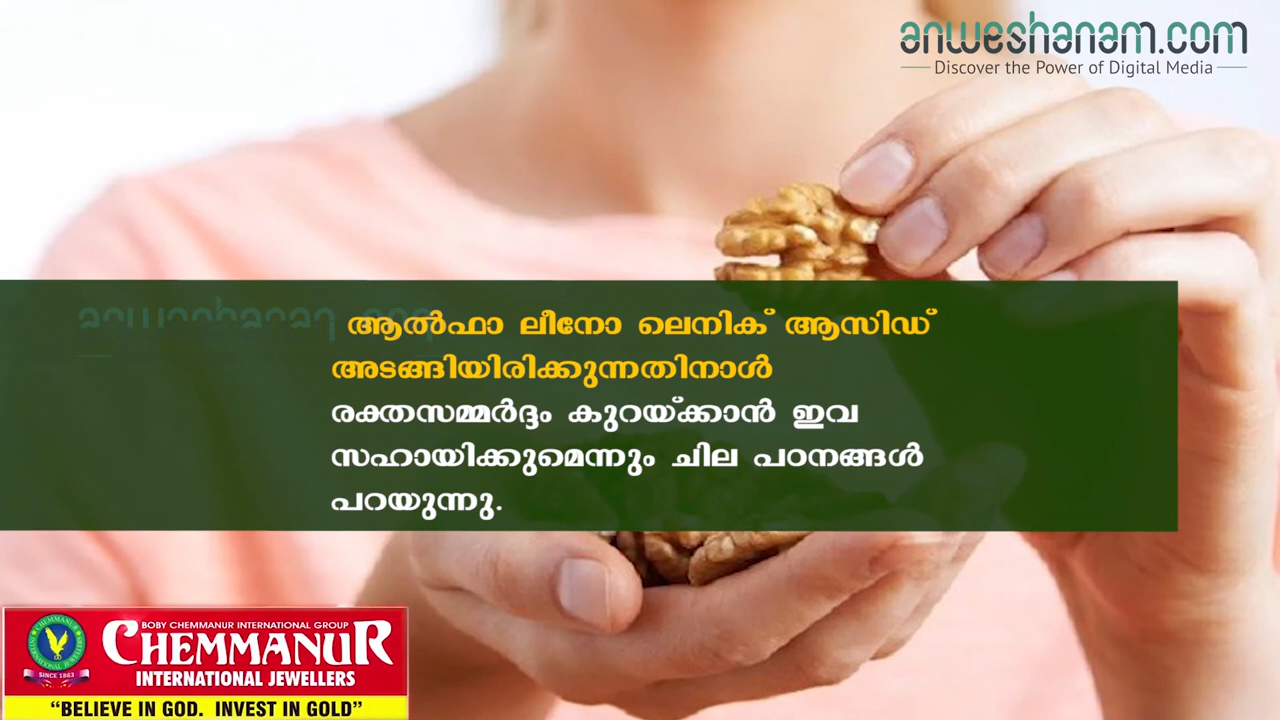 anweshanam.com
Discover the Power of Digital Media
ആൽഫാ ലീനോ ലെനിക് ആസിഡ്
അടങ്ങിയിരിക്കുന്നതിനാൾ
രക്തസമ്മർദ്ദം കുറയ്ക്കാൻ ഇവ
സഹായിക്കുമെന്നും ചില പഠനങ്ങൾ
പറയുന്നു.
BOBY CHEMMANUR INTERNATIONAL GROUP
CHEMMANUR
INTERNATIONAL JEWELLERS
SINCE 1863
“BELIEVE IN GOD. INVEST IN GOLD”